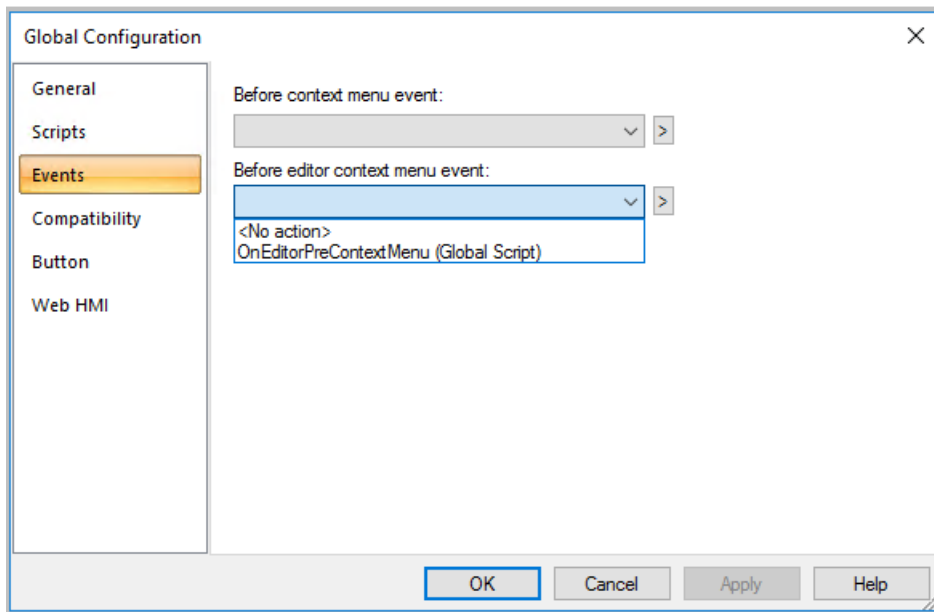 Global Configuration
General
Scripts
Events
Compatibility
Button
Web HMI
Before context menu event:
>
Before editor context menu event:
>
<No action>
OnEditorPreContextMenu (Global Script)
OK
Cancel
Apply
Help